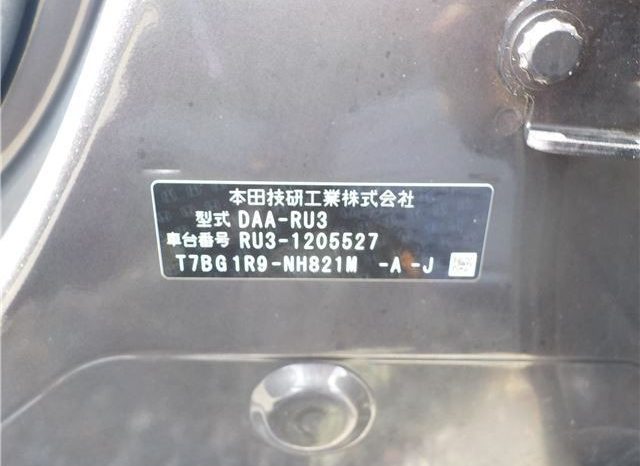 本田技研工業株式会社
型式 DAA-RU3
車台番号 RU3-1205527
T7BG1R9-NH821M -A -J